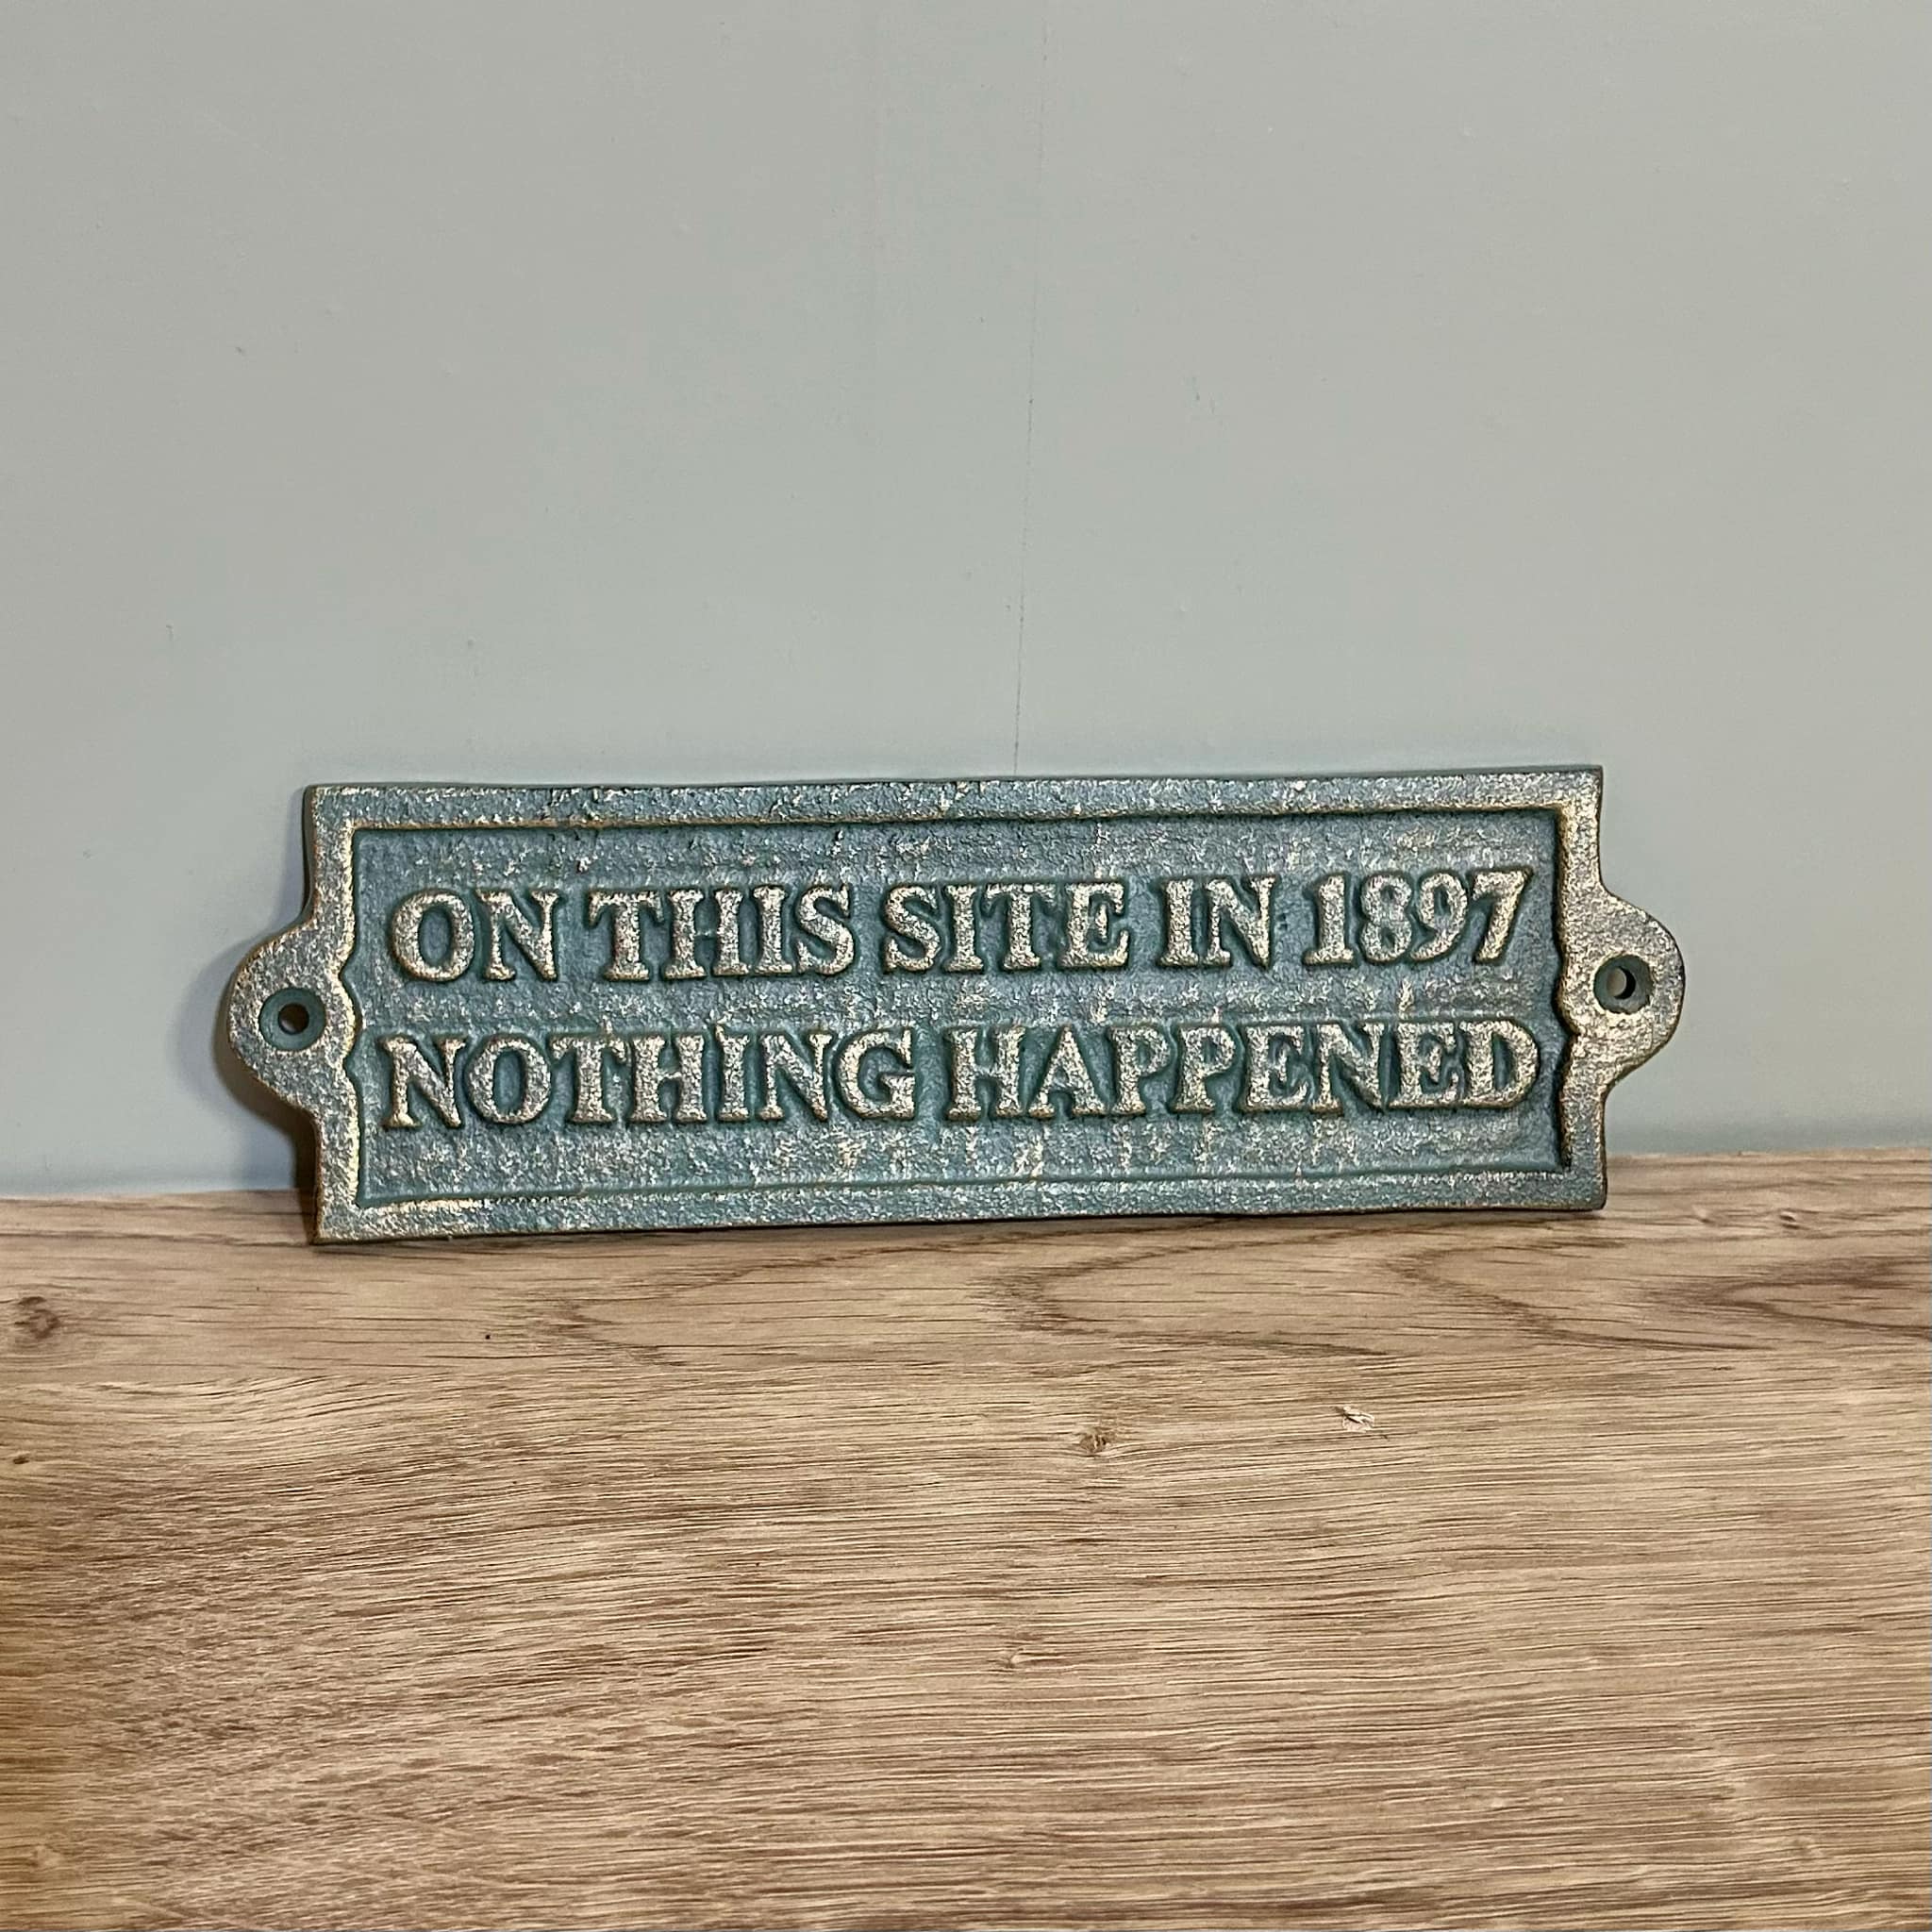 ON THIS SITE IN 1897
NOTHING HAPPENED